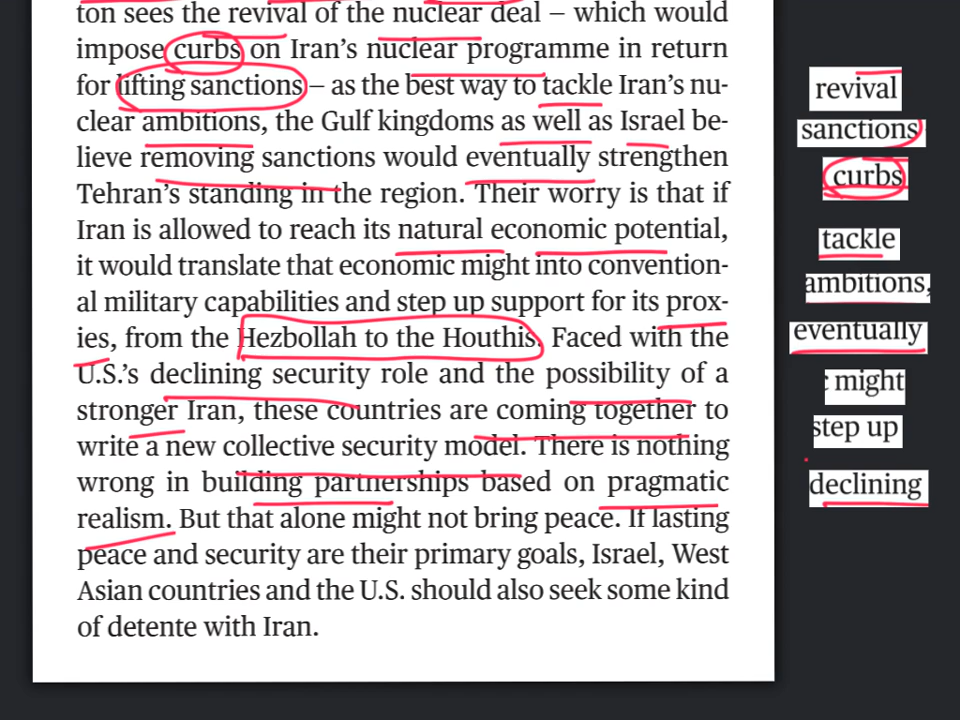 ton sees the revival of the nuclear deal – which would
impose curbs on Iran's nuclear programme in return
for lifting sanctions – as the best way to tackle Iran's nu-
clear ambitions, the Gulf kingdoms as well as Israel be-
lieve removing sanctions would eventually strengthen
Tehran's standing in the region. Their worry is that if
Iran is allowed to reach its natural economic potential,
it would translate that economic might into convention-
al military capabilities and step up support for its prox-
ies, from the Hezbollah to the Houthis. Faced with the
U.S.'s declining security role and the possibility of a
stronger Iran, these countries are coming together to
write a new collective security model. There is nothing
wrong in building partnerships based on pragmatic
realism. But that alone might not bring peace. If lasting
peace and security are their primary goals, Israel, West
Asian countries and the U.S. should also seek some kind
of detente with Iran.
revival
sanctions
curbs
tackle
ambitions,
eventually
might
step up
declining